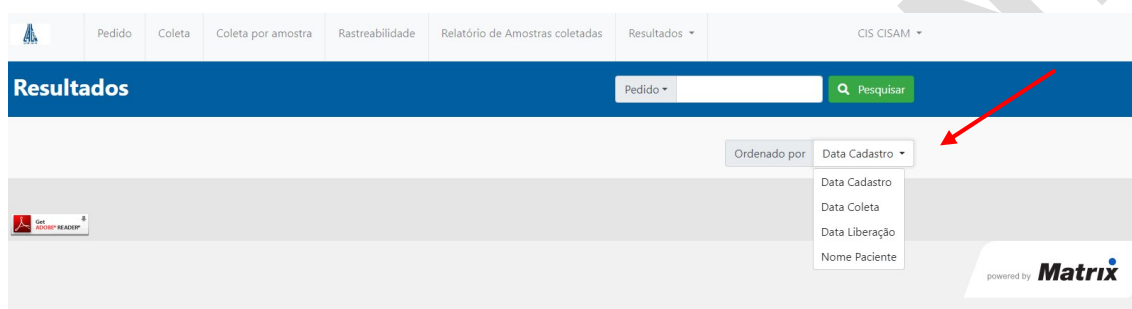 Pedido Coleta Coleta por amostra Rastreabilidade Relatório de Amostras coletadas Resultados CIS CISAM
Resultados Pedido Pesquisar
Ordenado por Data Cadastro
Data Cadastro
Data Coleta
Data Liberação
Nome Paciente
Get
ADOBE® READER®
powered by Matrix